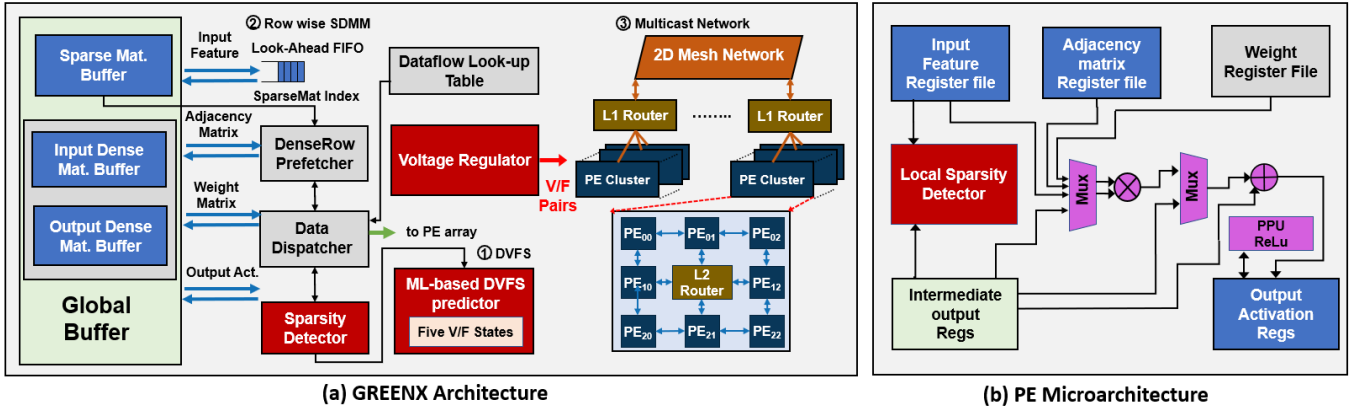 ② Row wise SDMM
③ Multicast Network
Sparse Mat.
Buffer
Input
Feature
Look-Ahead FIFO
SparseMat Index
Dataflow Look-up
Table
2D Mesh Network
L1 Router
........
L1 Router
Adjacency
Matrix
DenseRow
Prefetcher
Voltage Regulator
V/F
Pairs
PE Cluster
PE Cluster
Input Dense
Mat. Buffer
Weight
Matrix
Output Dense
Mat. Buffer
Data
Dispatcher
to PE array
① DVFS
Output Act.
Global
Buffer
Sparsity
Detector
ML-based DVFS
predictor
Five V/F States
PE00
PE01
PE02
PE10
L2
Router
PE12
PE20
PE21
PE22
(a) GREENX Architecture
Input
Feature
Register file
Adjacency
matrix
Register file
Weight
Register File
Local Sparsity
Detector
Mux
Mux
PPU
ReLu
Intermediate
output
Regs
Output
Activation
Regs
(b) PE Microarchitecture